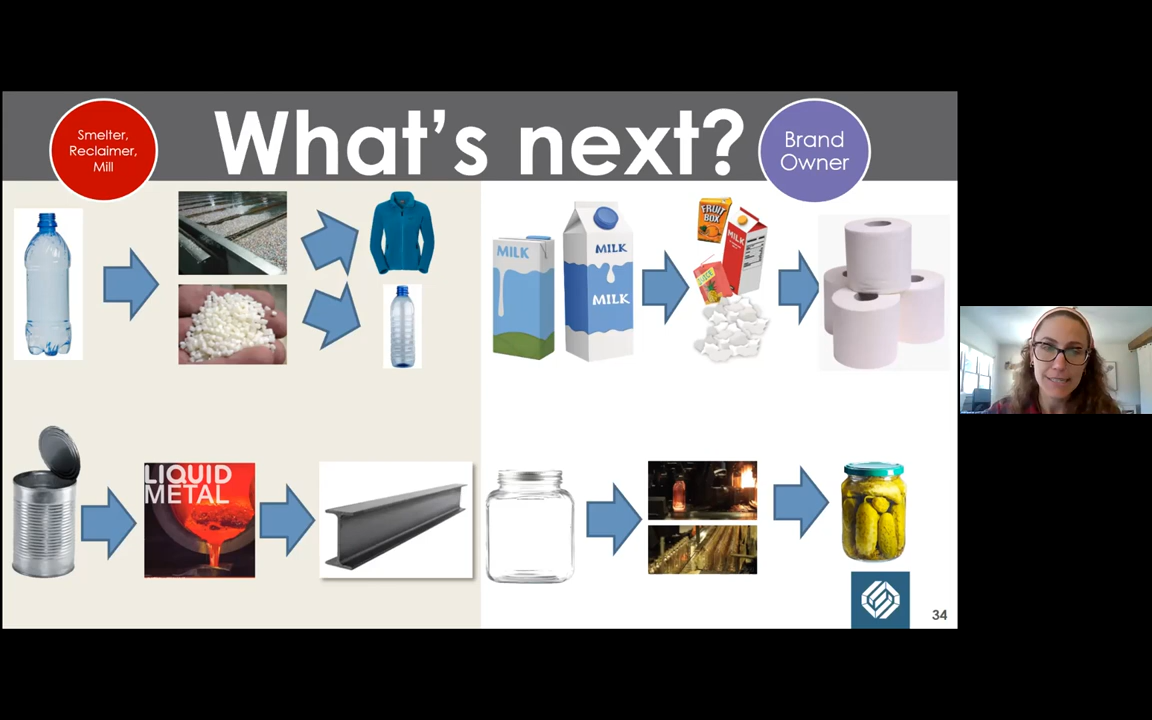 Smelter,
Reclaimer,
Mill
What's next?
Brand
Owner
MILK
MILK
MILK
FRUIT
BOX
MILK
LIQUID
METAL
34